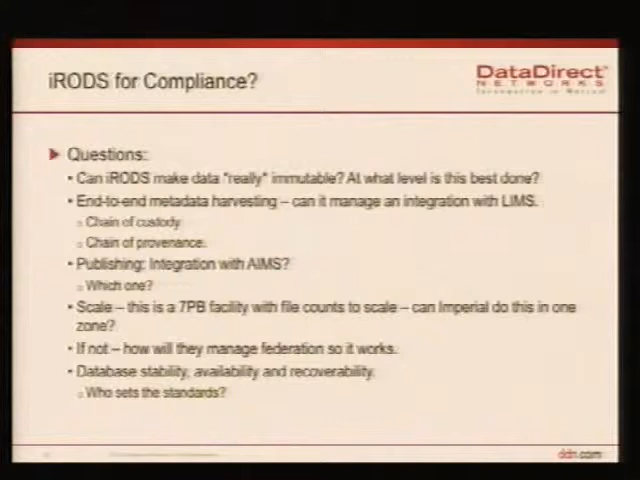 iRODS for Compliance?
DataDirect
NETWORKS
Information in Motion
Questions:
• Can iRODS make data *really* immutable? At what level is this best done?
• End-to-end metadata harvesting – can it manage an integration with LIMS.
o Chain of custody
o Chain of provenance.
• Publishing: Integration with AIMS?
o Which one?
• Scale – this is a 7PB facility with file counts to scale – can Imperial do this in one
zone?
• If not – how will they manage federation so it works.
• Database stability, availability and recoverability.
o Who sets the standards?
ddn.com